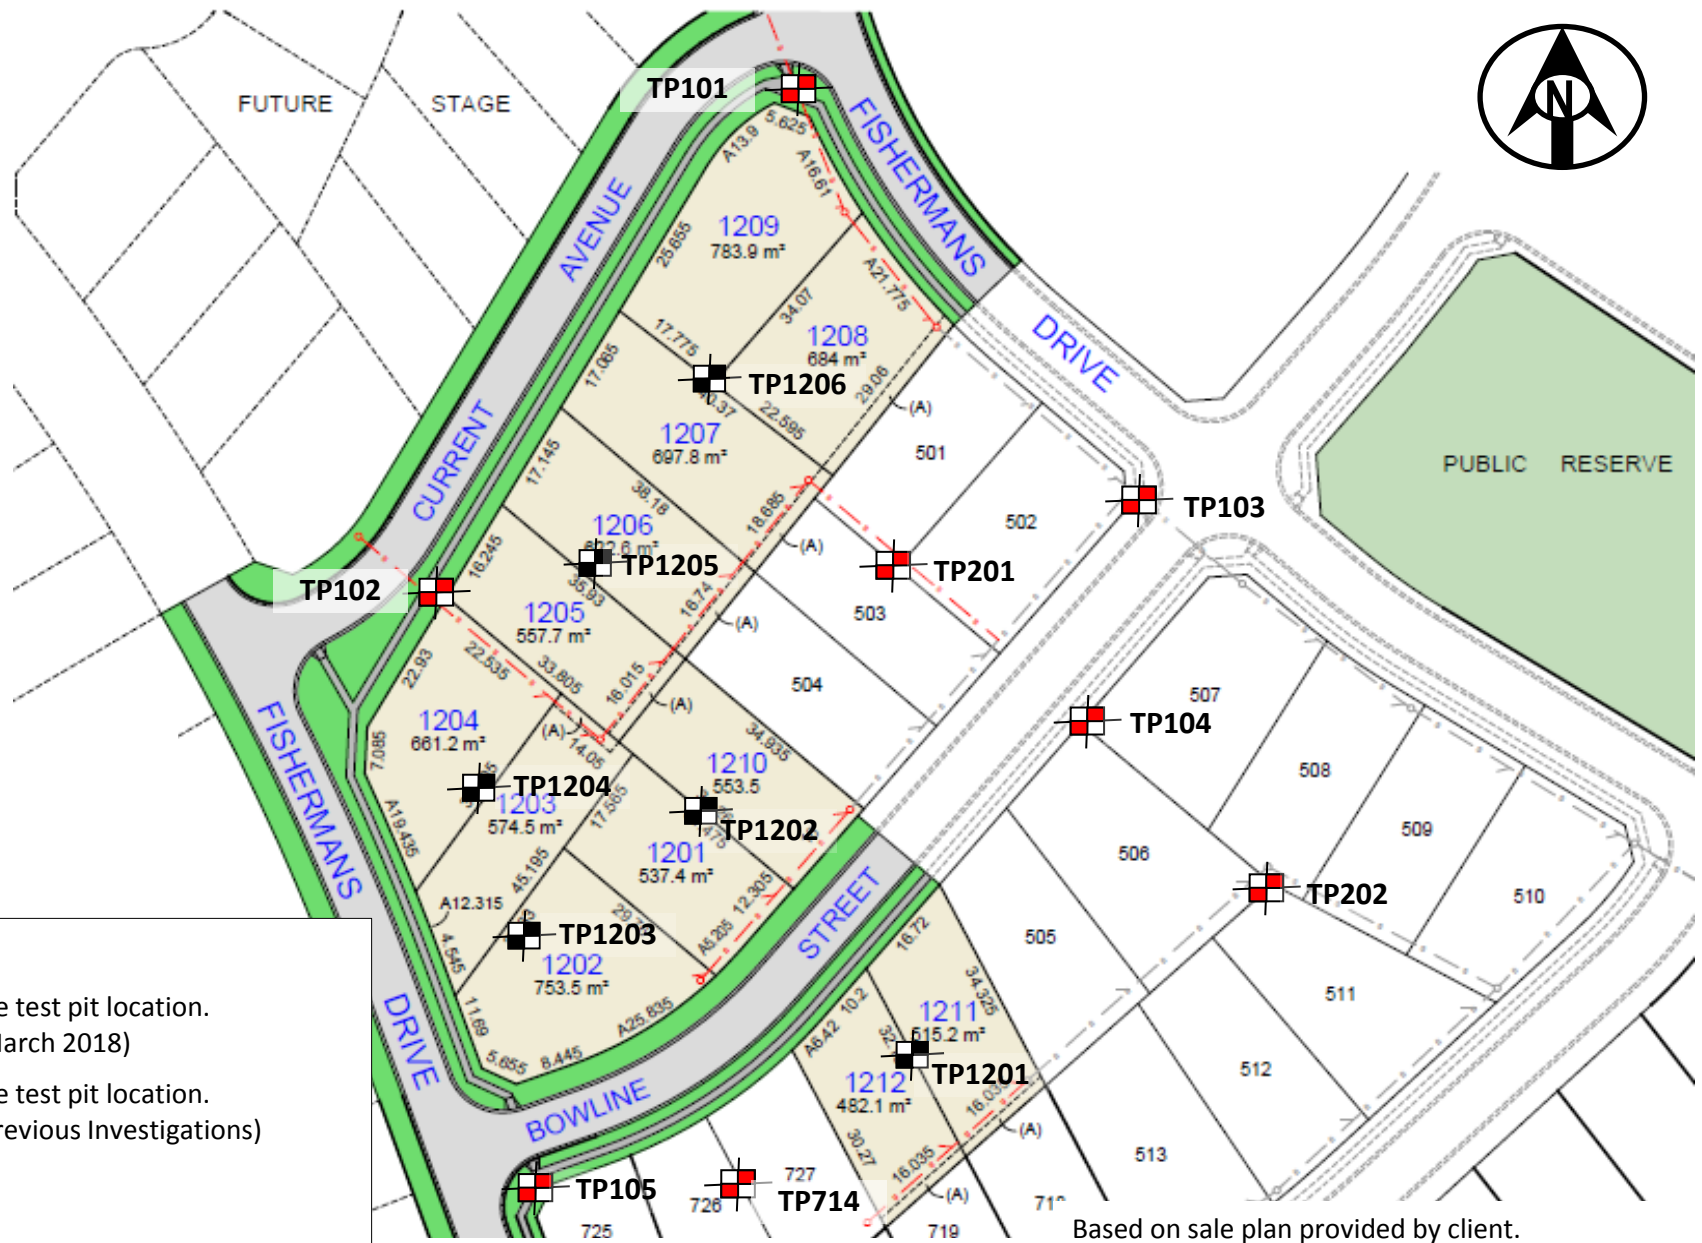 N
TP101
FUTURE STAGE
FISHERMANS
5.625
A13.9
A16.61
AVENUE
1209
783.9 m²
25.655
A21.775
34.07
DRIVE
17.775
1208
684 m²
17.065
TP1206
29.06
(A)
40.37
22.595
CURRENT
1207
697.8 m²
501
PUBLIC RESERVE
17.145
38.18
18.685
TP103
502
1206
(A)
16.245
TP1205
TP201
35.93
TP102
16.74
1205
557.7 m²
503
(A)
22.535
33.805
22.93
16.015
504
507
(A)
FISHERMANS
1204
661.2 m²
(A)
14.05
34.935
TP104
7.085
1210
553.5
508
TP1204
1203
574.5 m²
17.565
A19.435
TP1202
509
1201
537.4 m²
506
45.195
12.305
TP202
510
A12.315
A5.205
STREET
TP1203
16.72
505
4.545
1202
753.5 m²
34.325
511
e test pit location.
arch 2018)
11.69
A25.835
10.2
1211
615.2 m²
DRIVE
5.655
8.445
A6.42
TP1201
512
e test pit location.
revious Investigations)
1212
482.1 m²
BOWLINE
(A)
30.27
513
16.035
727
TP105
726
TP714
(A)
725
719
Based on sale plan provided by client.